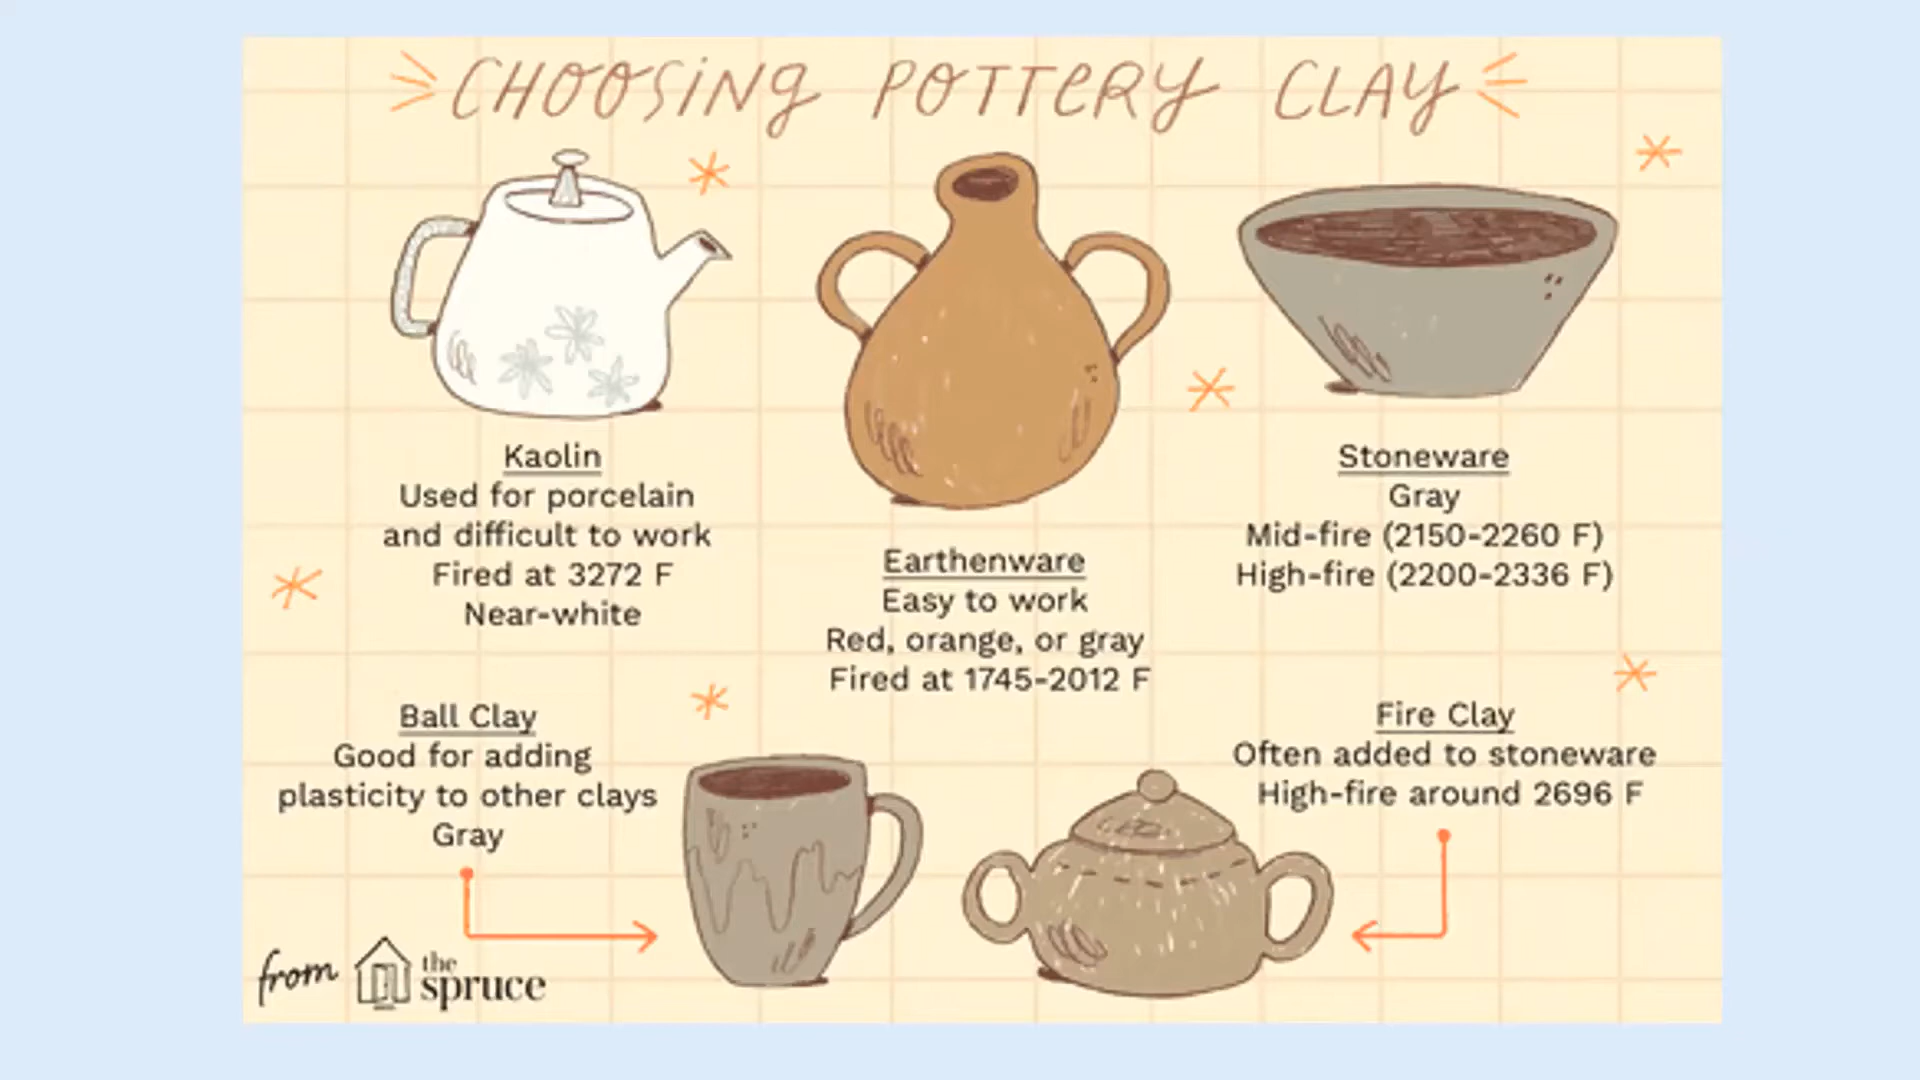 CHOOSING POTTERY CLAY
Kaolin
Used for porcelain
and difficult to work
Fired at 3272 F
Near-white
Earthenware
Easy to work
Red, orange, or gray
Fired at 1745-2012 F
Stoneware
Gray
Mid-fire (2150-2260 F)
High-fire (2200-2336 F)
Ball Clay
Good for adding
plasticity to other clays
Gray
Fire Clay
Often added to stoneware
High-fire around 2696 F
from the spruce